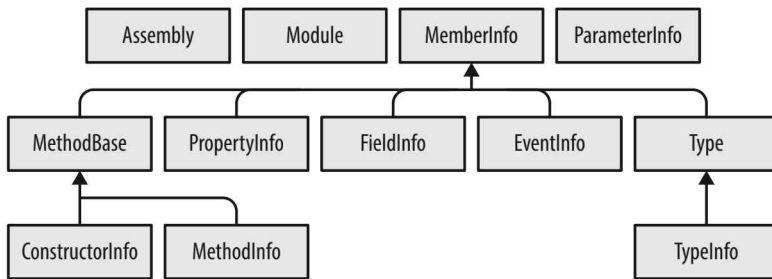 Assembly Module MemberInfo ParameterInfo
MethodBase PropertyInfo FieldInfo EventInfo Type
ConstructorInfo MethodInfo TypeInfo